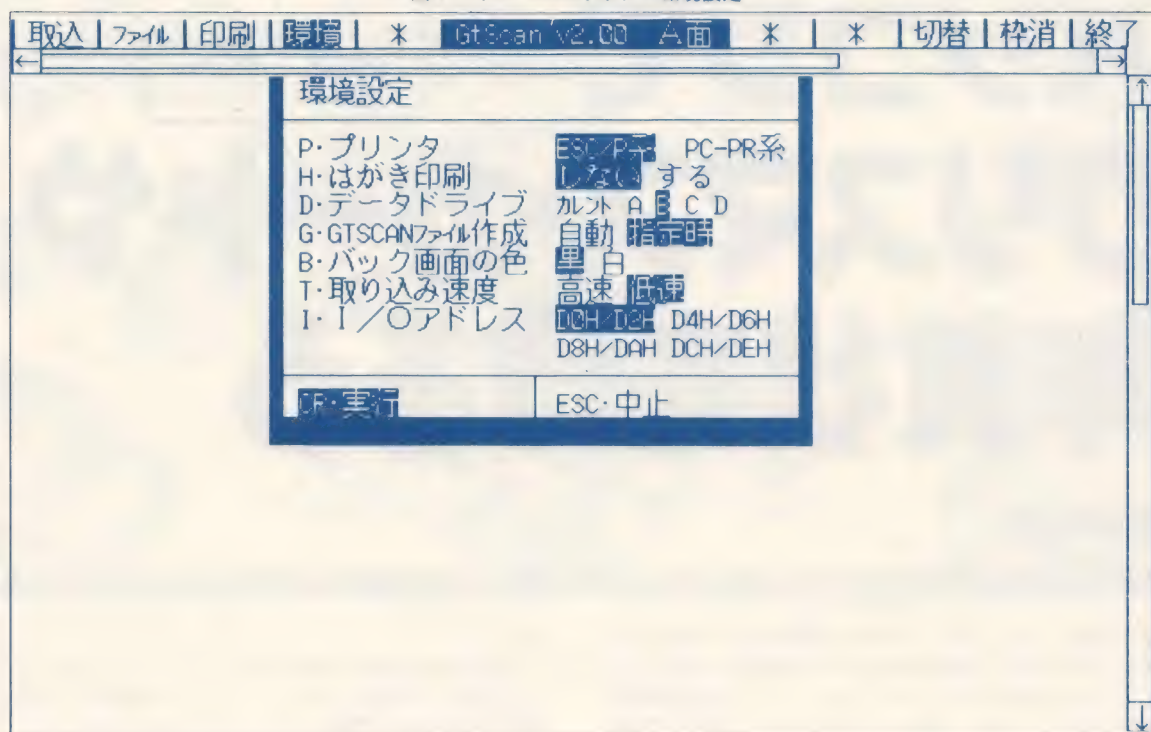 取込 ファイル 印刷 環境 * GtScan v2.00 A面 * * 切替 枠消 終了
← →
環境設定
P・プリンタ ESC/P系 PC-PR系
H・はがき印刷 しない する
D・データドライブ カレント A B C D
G・GTSCANファイル作成 自動 指定時
B・バック画面の色 黒 白
T・取り込み速度 高速 低速
I・I/Oアドレス D0H/D2H D4H/D6H
D8H/DAH DCH/DEH
CR・実行 ESC・中止
↑
↓